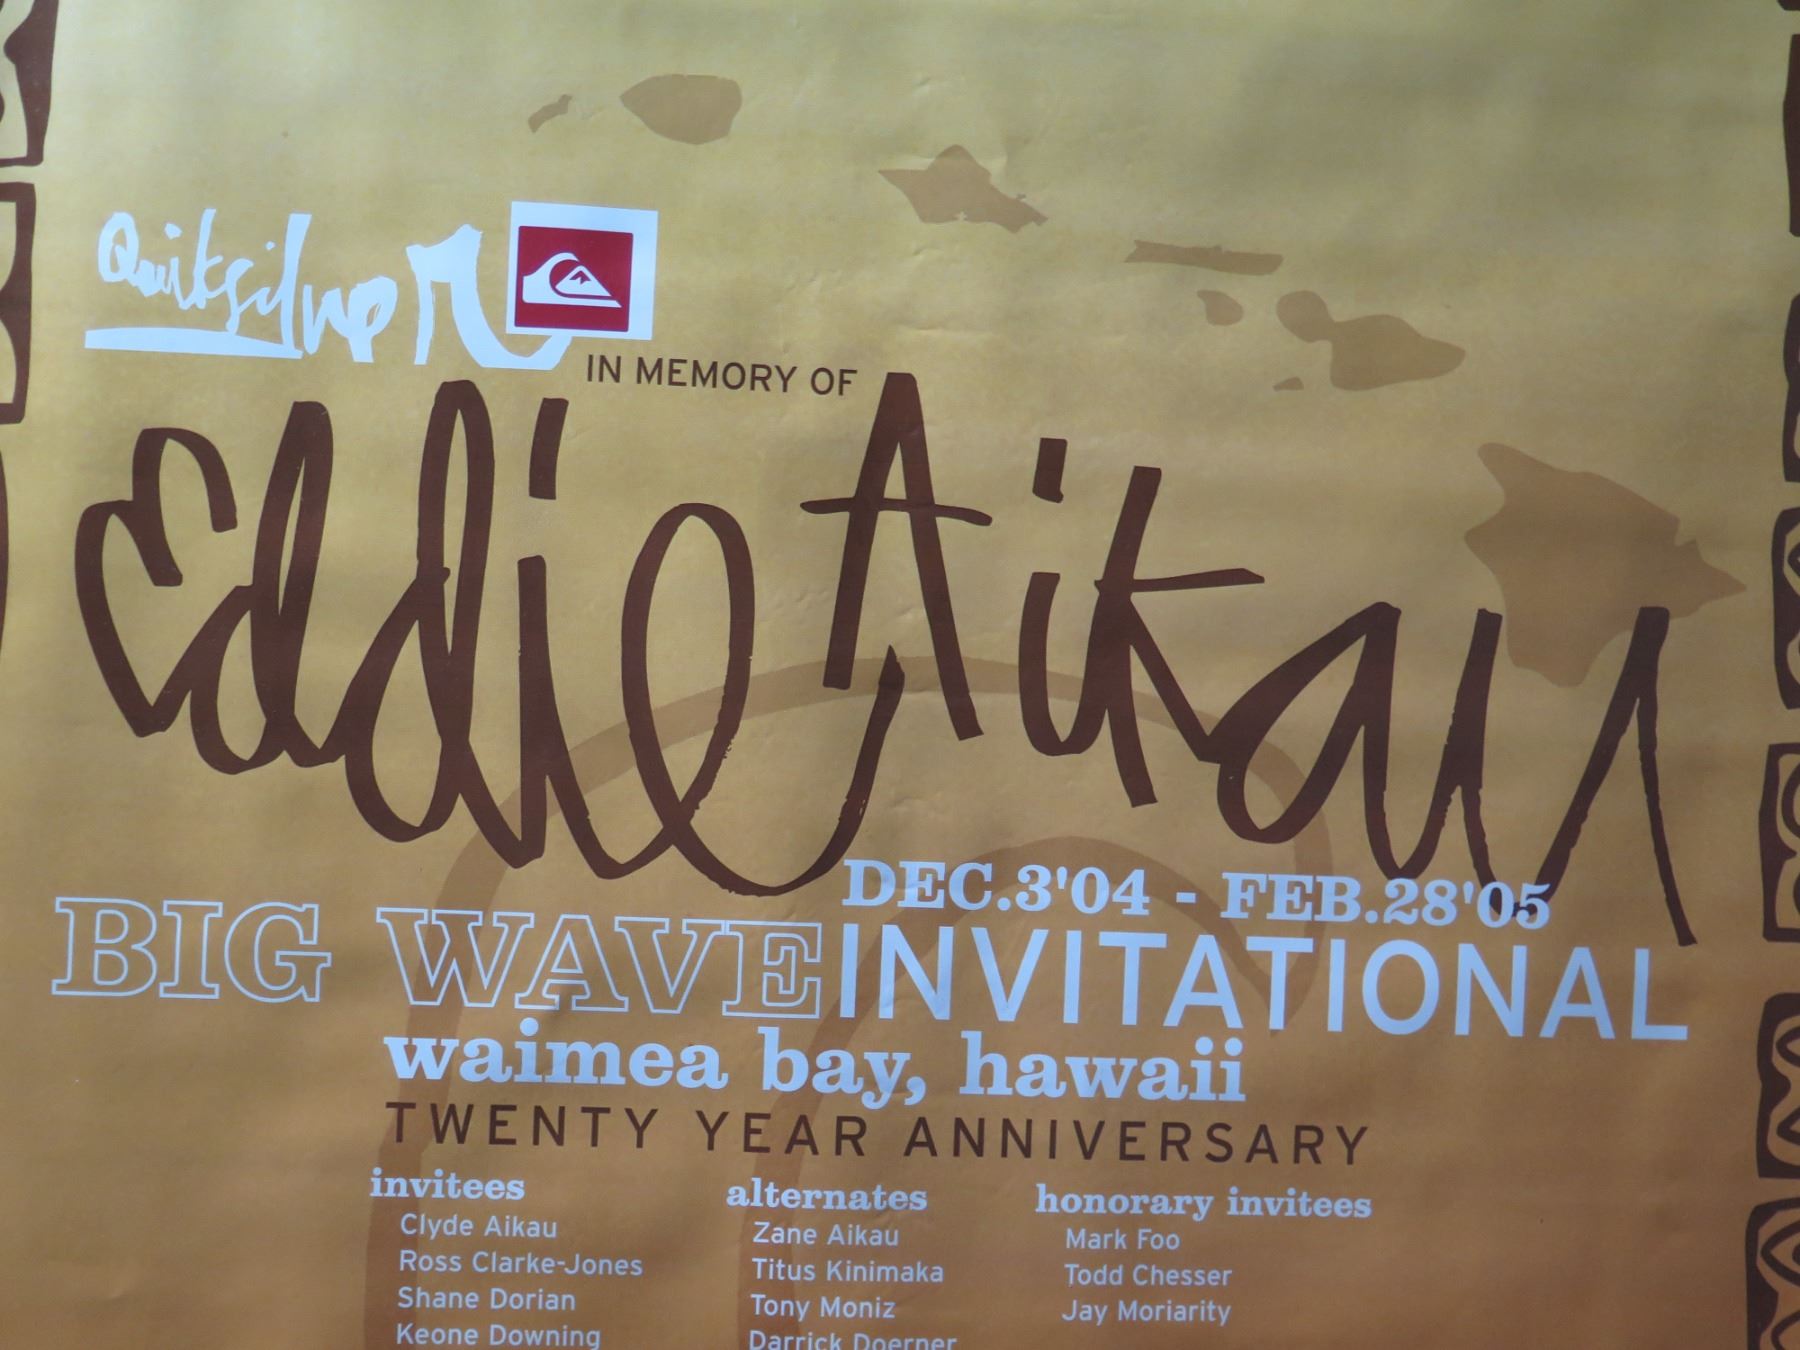 Quiksilver
IN MEMORY OF
Eddie Aikau
DEC.3'04 - FEB.28'05
BIG WAVE INVITATIONAL
waimea bay, hawaii
TWENTY YEAR ANNIVERSARY
invitees
Clyde Aikau
Ross Clarke-Jones
Shane Dorian
Keone Downing
alternates
Zane Aikau
Titus Kinimaka
Tony Moniz
Darrick Doerner
honorary invitees
Mark Foo
Todd Chesser
Jay Moriarity